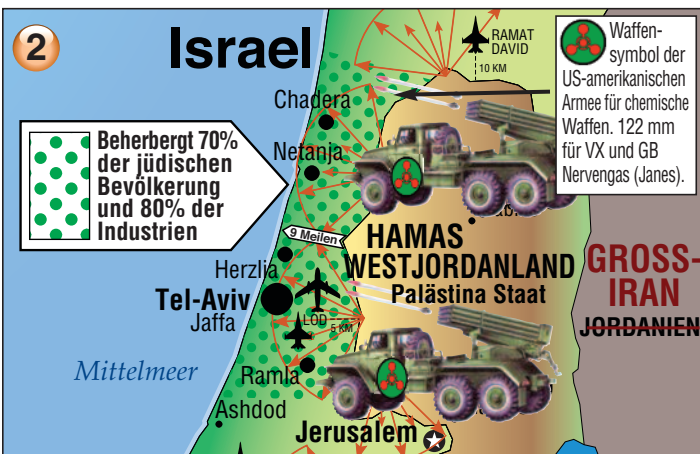 2
Israel
RAMAT
DAVID
10 KM
Waffen-
symbol der
US-amerikanischen
Armee für chemische
Waffen. 122 mm
für VX und GB
Nervengas (Janes).
Chadera
Beherbergt 70%
der jüdischen
Bevölkerung
und 80% der
Industrien
Netanja
9 Meilen
HAMAS
WESTJORDANLAND
Palästina Staat
GROSS-
IRAN
JORDANIEN
Herzlia
Tel-Aviv
Jaffa
LOD
5 KM
Mittelmeer
Ramla
Ashdod
Jerusalem